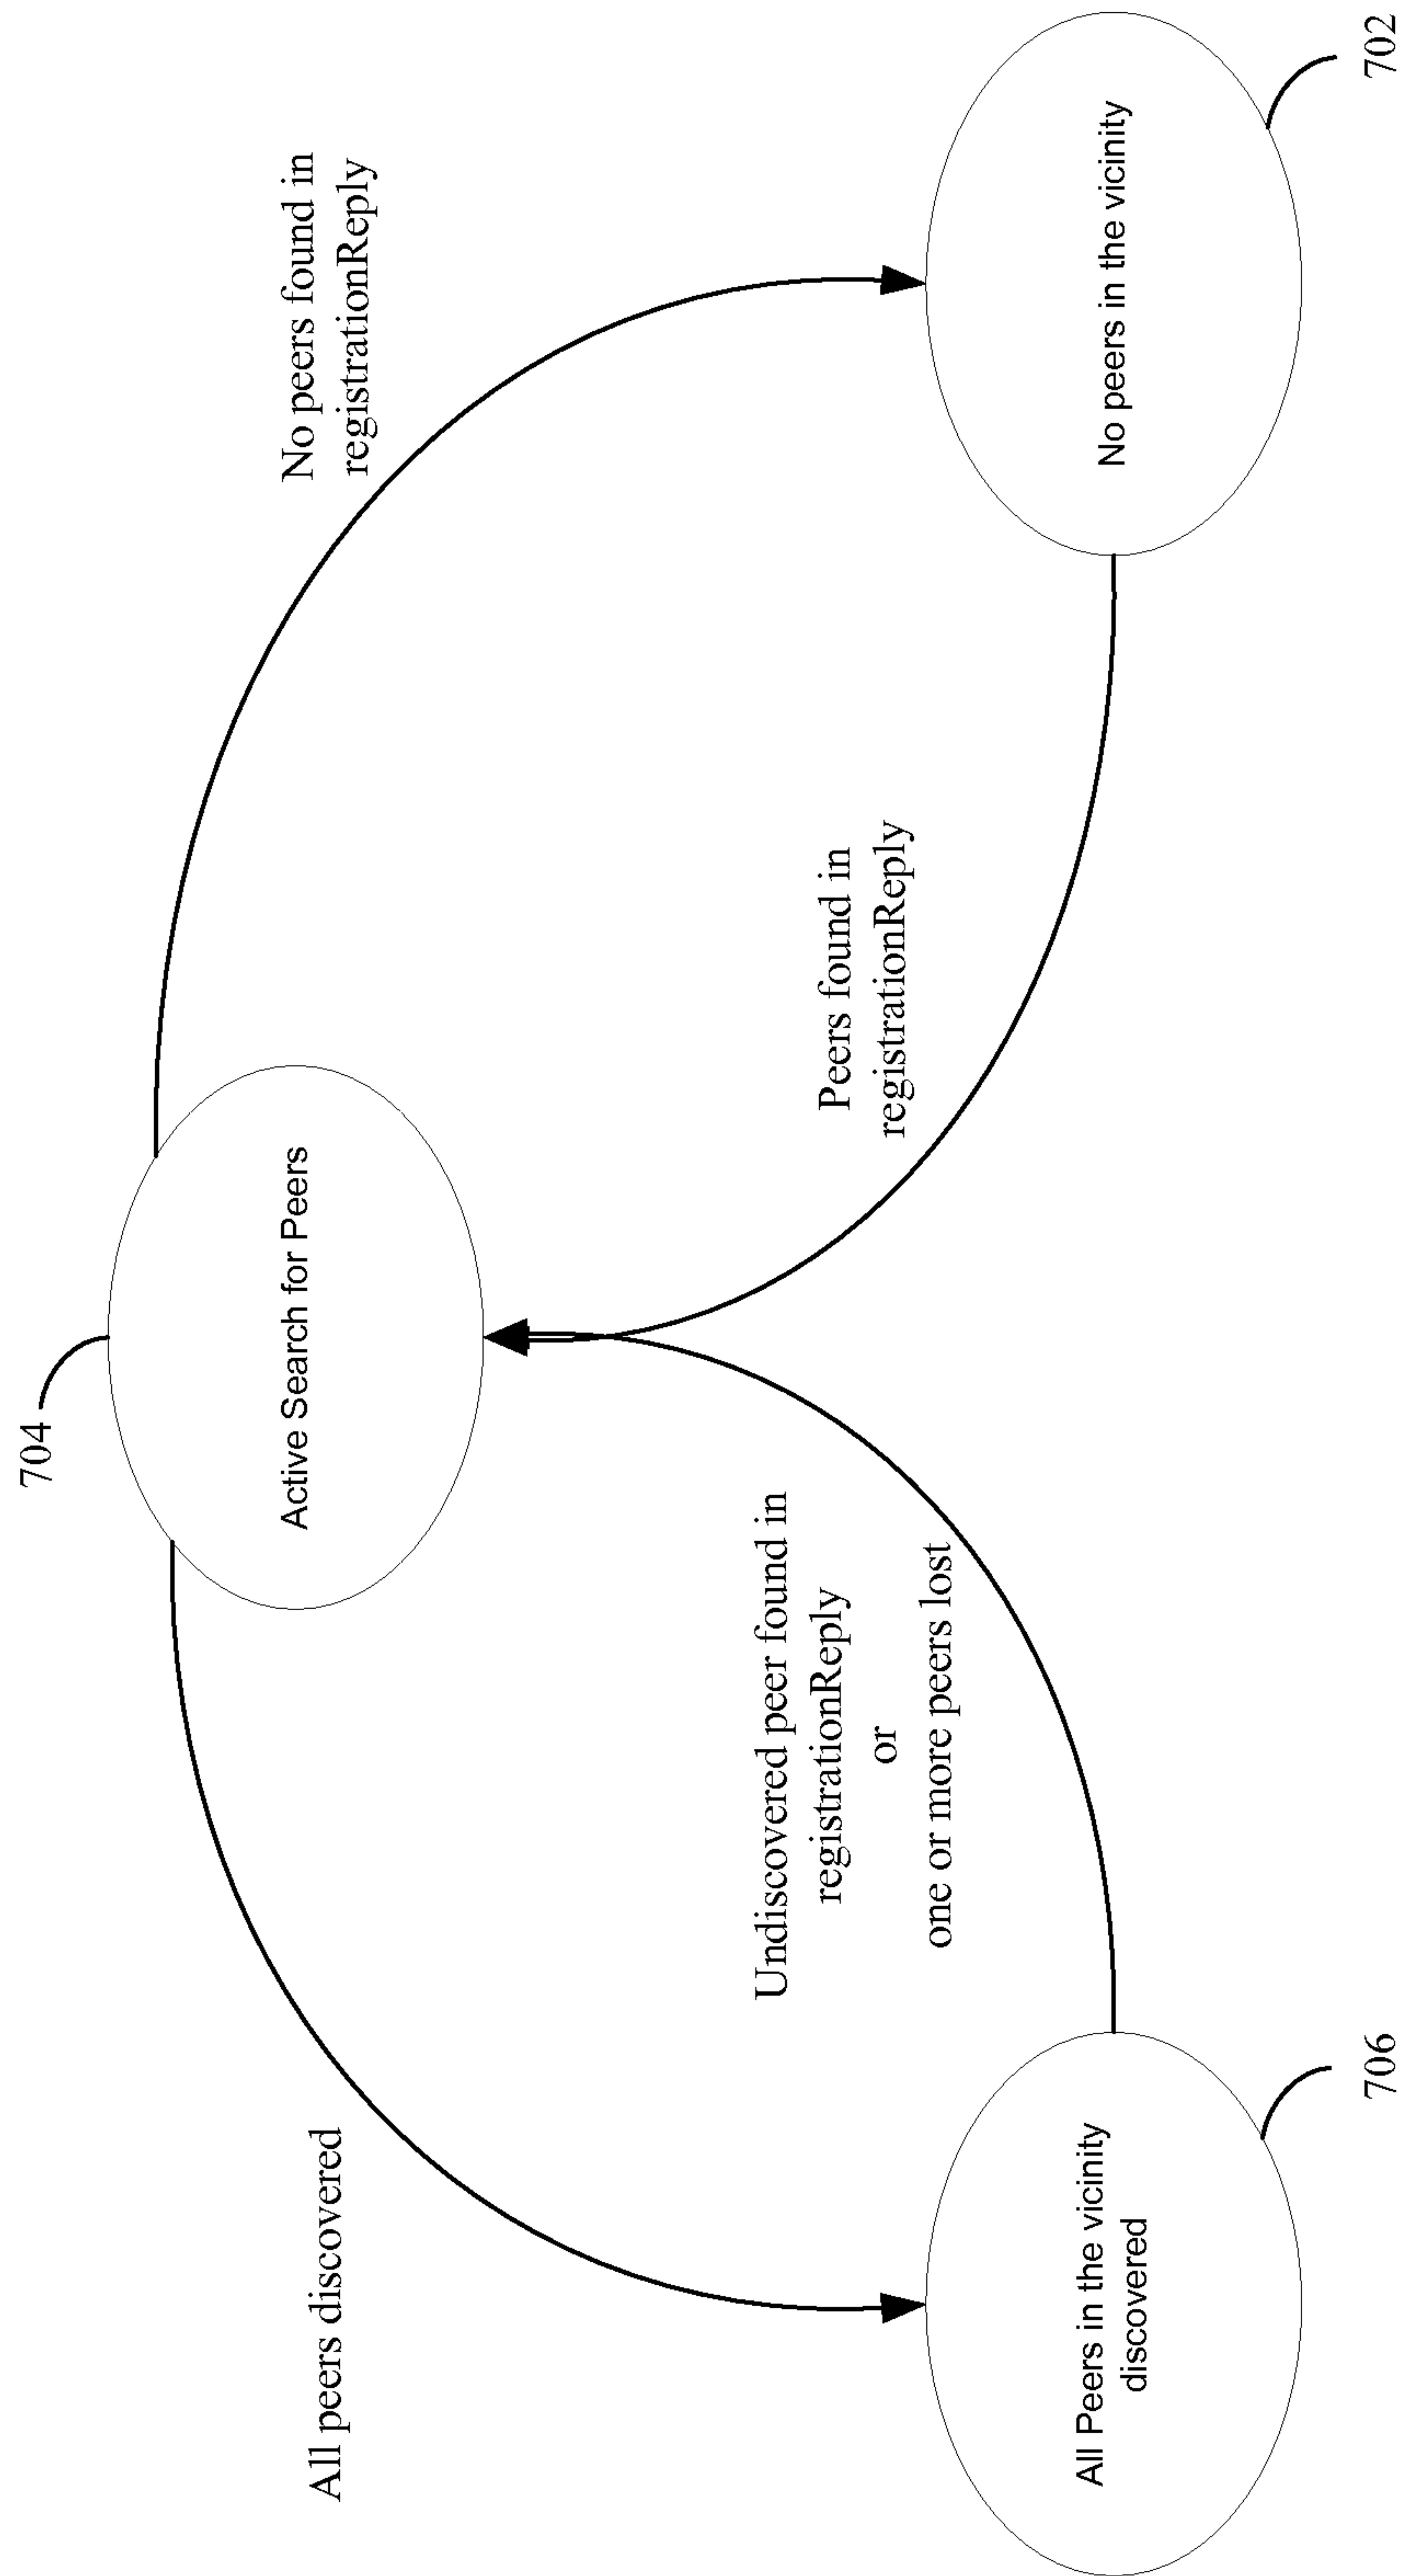 704
Active Search for Peers
All peers discovered
No peers found in
registrationReply
Undiscovered peer found in
registrationReply
or
one or more peers lost
Peers found in
registrationReply
All Peers in the vicinity
discovered
706
No peers in the vicinity
702